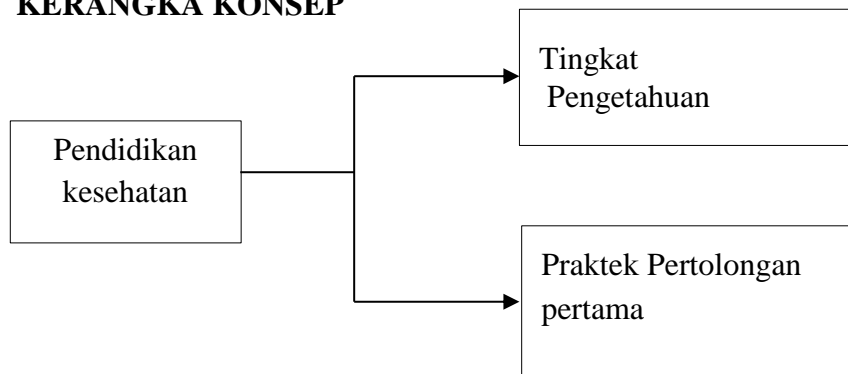 KERANGKA KONSEP
Tingkat
Pengetahuan
Pendidikan
kesehatan
Praktek Pertolongan
pertama